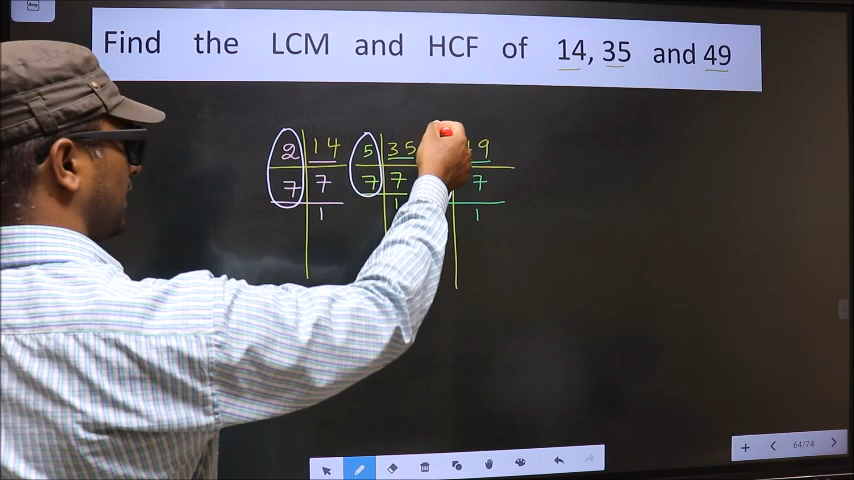 Find the LCM and HCF of 14, 35 and 49
2 14 5 35 9
7 7 7 7 7
1 1 1
64/74